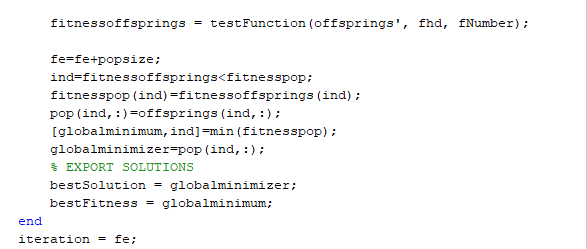 fitnessoffsprings = testFunction(offsprings', fhd, fNumber);
fe=fe+popsize;
ind=fitnessoffsprings<fitnesspop;
fitnesspop(ind)=fitnessoffsprings(ind);
pop(ind,:)=offsprings(ind,:);
[globalminimum,ind]=min(fitnesspop);
globalminimizer=pop(ind,:);
% EXPORT SOLUTIONS
bestSolution = globalminimizer;
bestFitness = globalminimum;
end
iteration = fe;